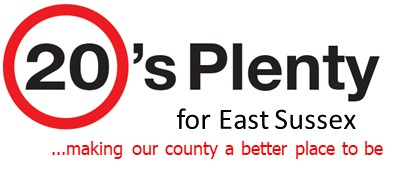 20's Plenty
for East Sussex
...making our county a better place to be